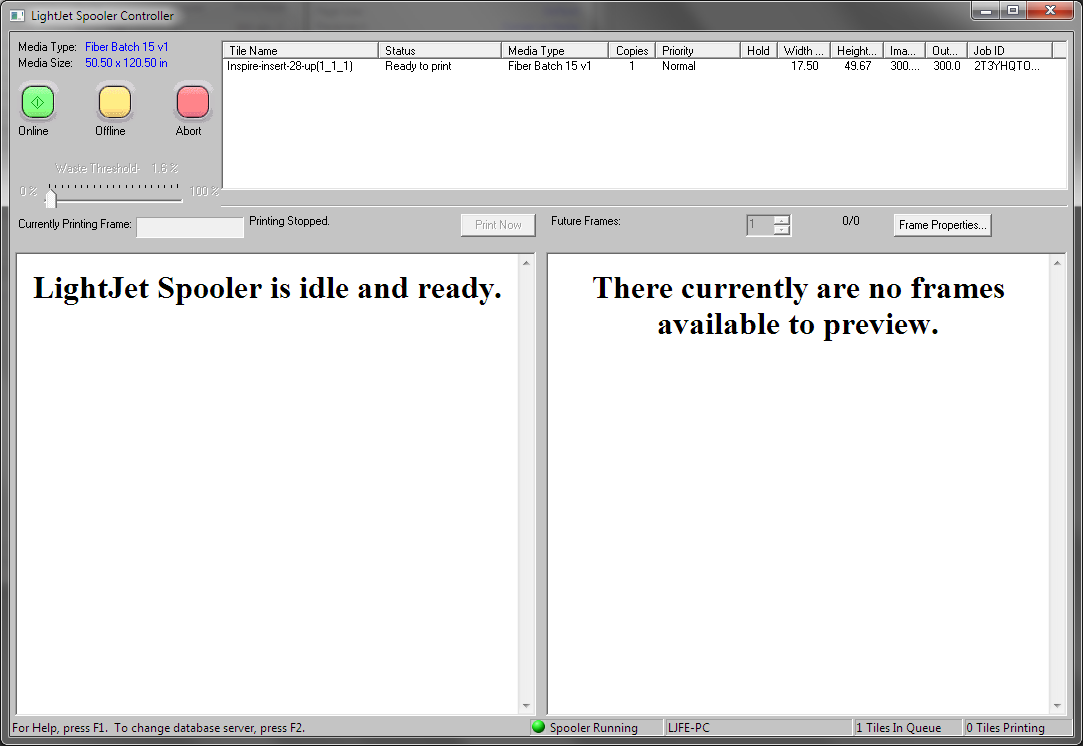 LightJet Spooler Controller
Media Type: Fiber Batch 15 v1
Media Size: 50.50 x 120.50 in
Online Offline Abort
Waste Threshold- 1.6 %
0 % 100 %
Tile Name Status Media Type Copies Priority Hold Width ... Height... Ima... Out... Job ID
Inspire-insert-28-up(1_1_1) Ready to print Fiber Batch 15 v1 1 Normal 17.50 49.67 300.... 300.0 2T3YHQTO...
Currently Printing Frame: Printing Stopped. Print Now Future Frames: 1 0/0 Frame Properties...
LightJet Spooler is idle and ready.
There currently are no frames
available to preview.
For Help, press F1. To change database server, press F2. Spooler Running LJFE-PC 1 Tiles In Queue 0 Tiles Printing